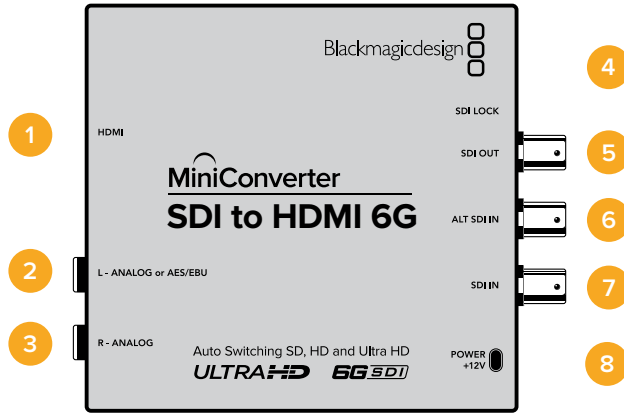 Blackmagicdesign
1
HDMI
4
SDI LOCK
SDI OUT
5
MiniConverter
SDI to HDMI 6G
ALT SDI IN
6
2
L - ANALOG or AES/EBU
SDI IN
7
3
R - ANALOG
Auto Switching SD, HD and Ultra HD
ULTRAHD 6G SDI
POWER
+12V
8